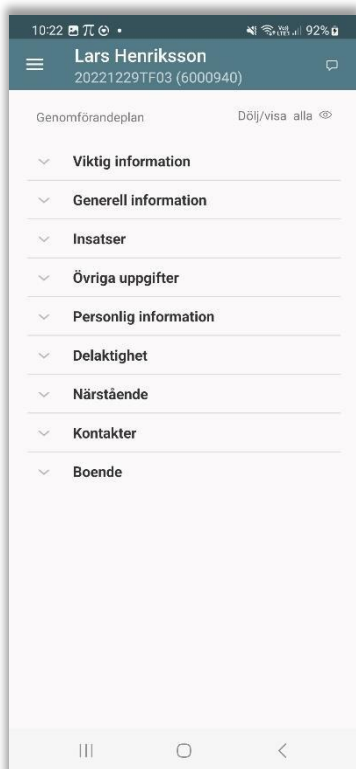 10:22 92%
Lars Henriksson
20221229TF03 (6000940)
Genomförandeplan Dölj/visa alla
Viktig information
Generell information
Insatser
Övriga uppgifter
Personlig information
Delaktighet
Närstående
Kontakter
Boende